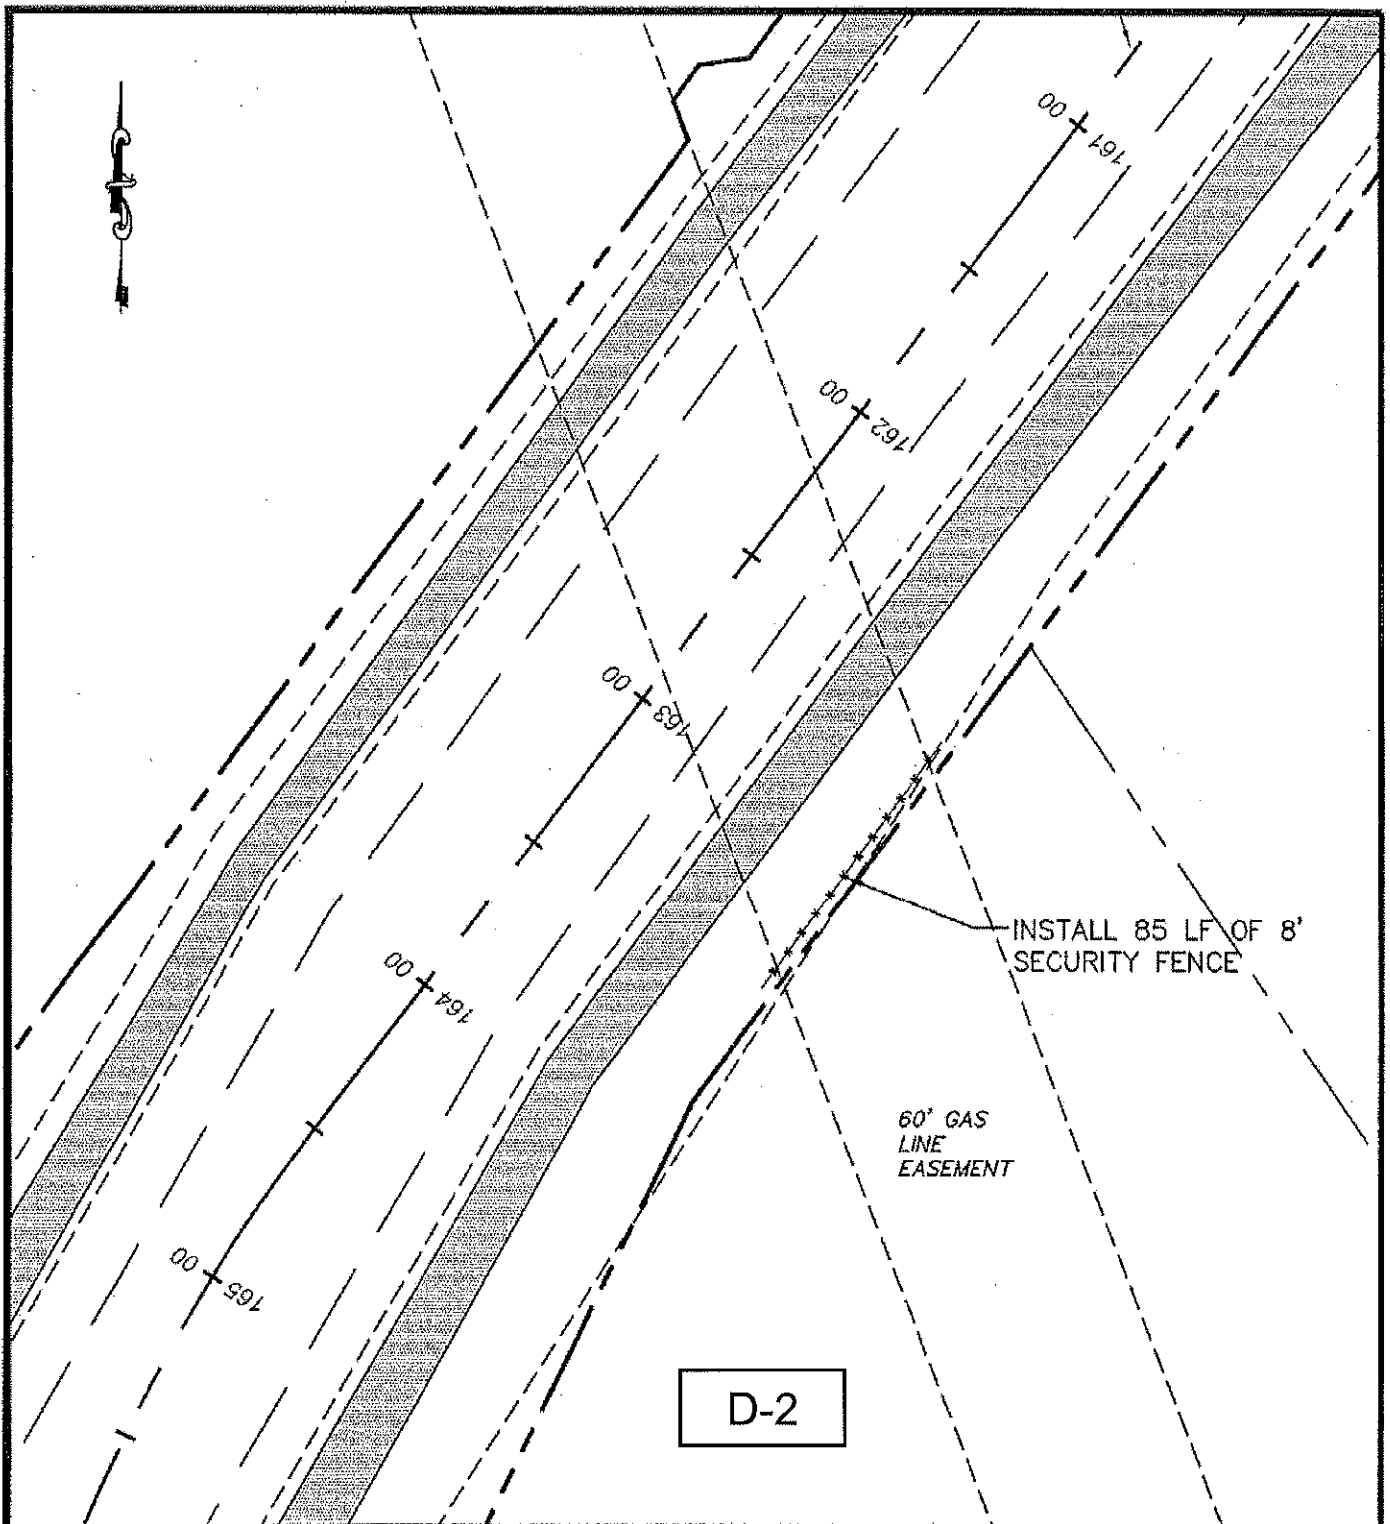 00 161
00 162
00 163
INSTALL 85 LF OF 8'
SECURITY FENCE
00 164
60' GAS
LINE
EASEMENT
00 165
D-2